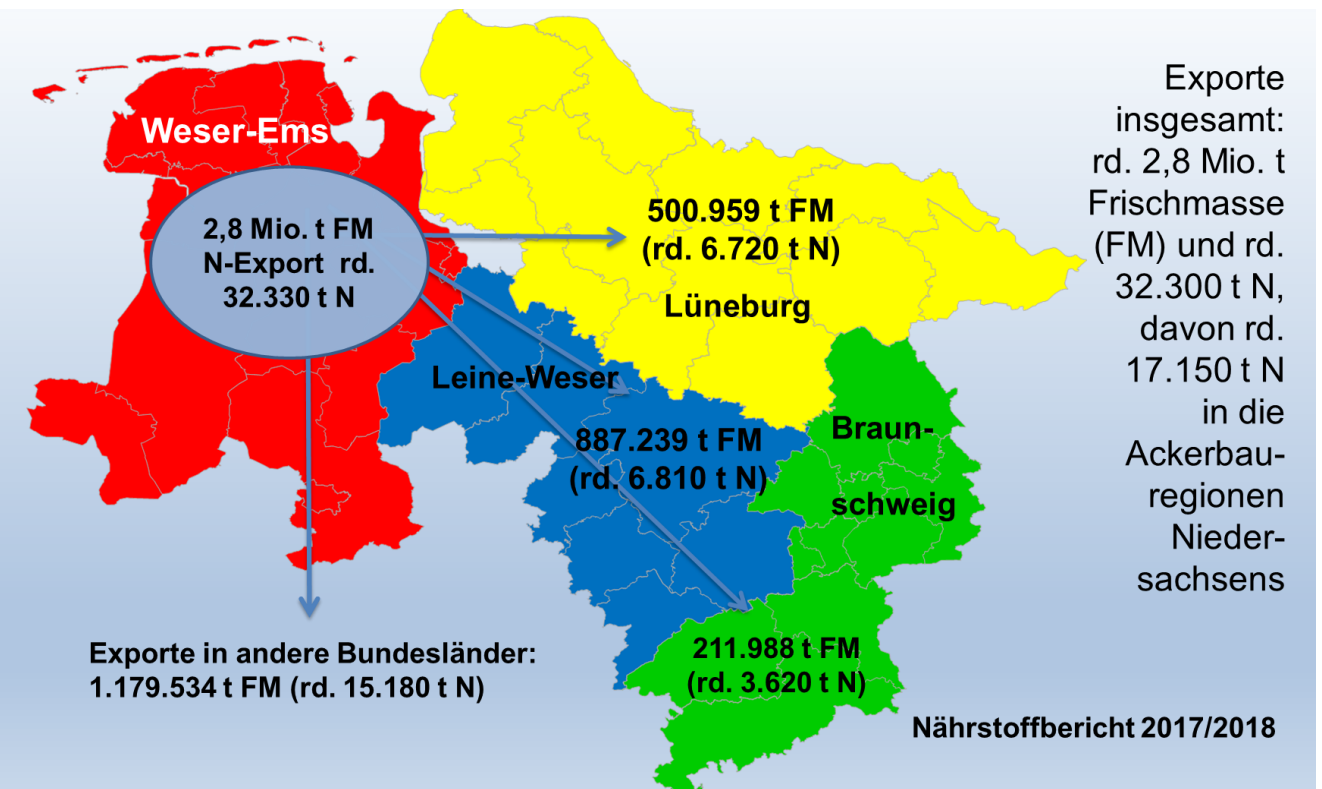 Weser-Ems
2,8 Mio. t FM
N-Export rd.
32.330 t N
500.959 t FM
(rd. 6.720 t N)
Lüneburg
Leine-Weser
887.239 t FM
(rd. 6.810 t N)
Braun-
schweig
211.988 t FM
(rd. 3.620 t N)
Exporte in andere Bundesländer:
1.179.534 t FM (rd. 15.180 t N)
Exporte
insgesamt:
rd. 2,8 Mio. t
Frischmasse
(FM) und rd.
32.300 t N,
davon rd.
17.150 t N
in die
Ackerbau-
regionen
Nieder-
sachsens
Nährstoffbericht 2017/2018